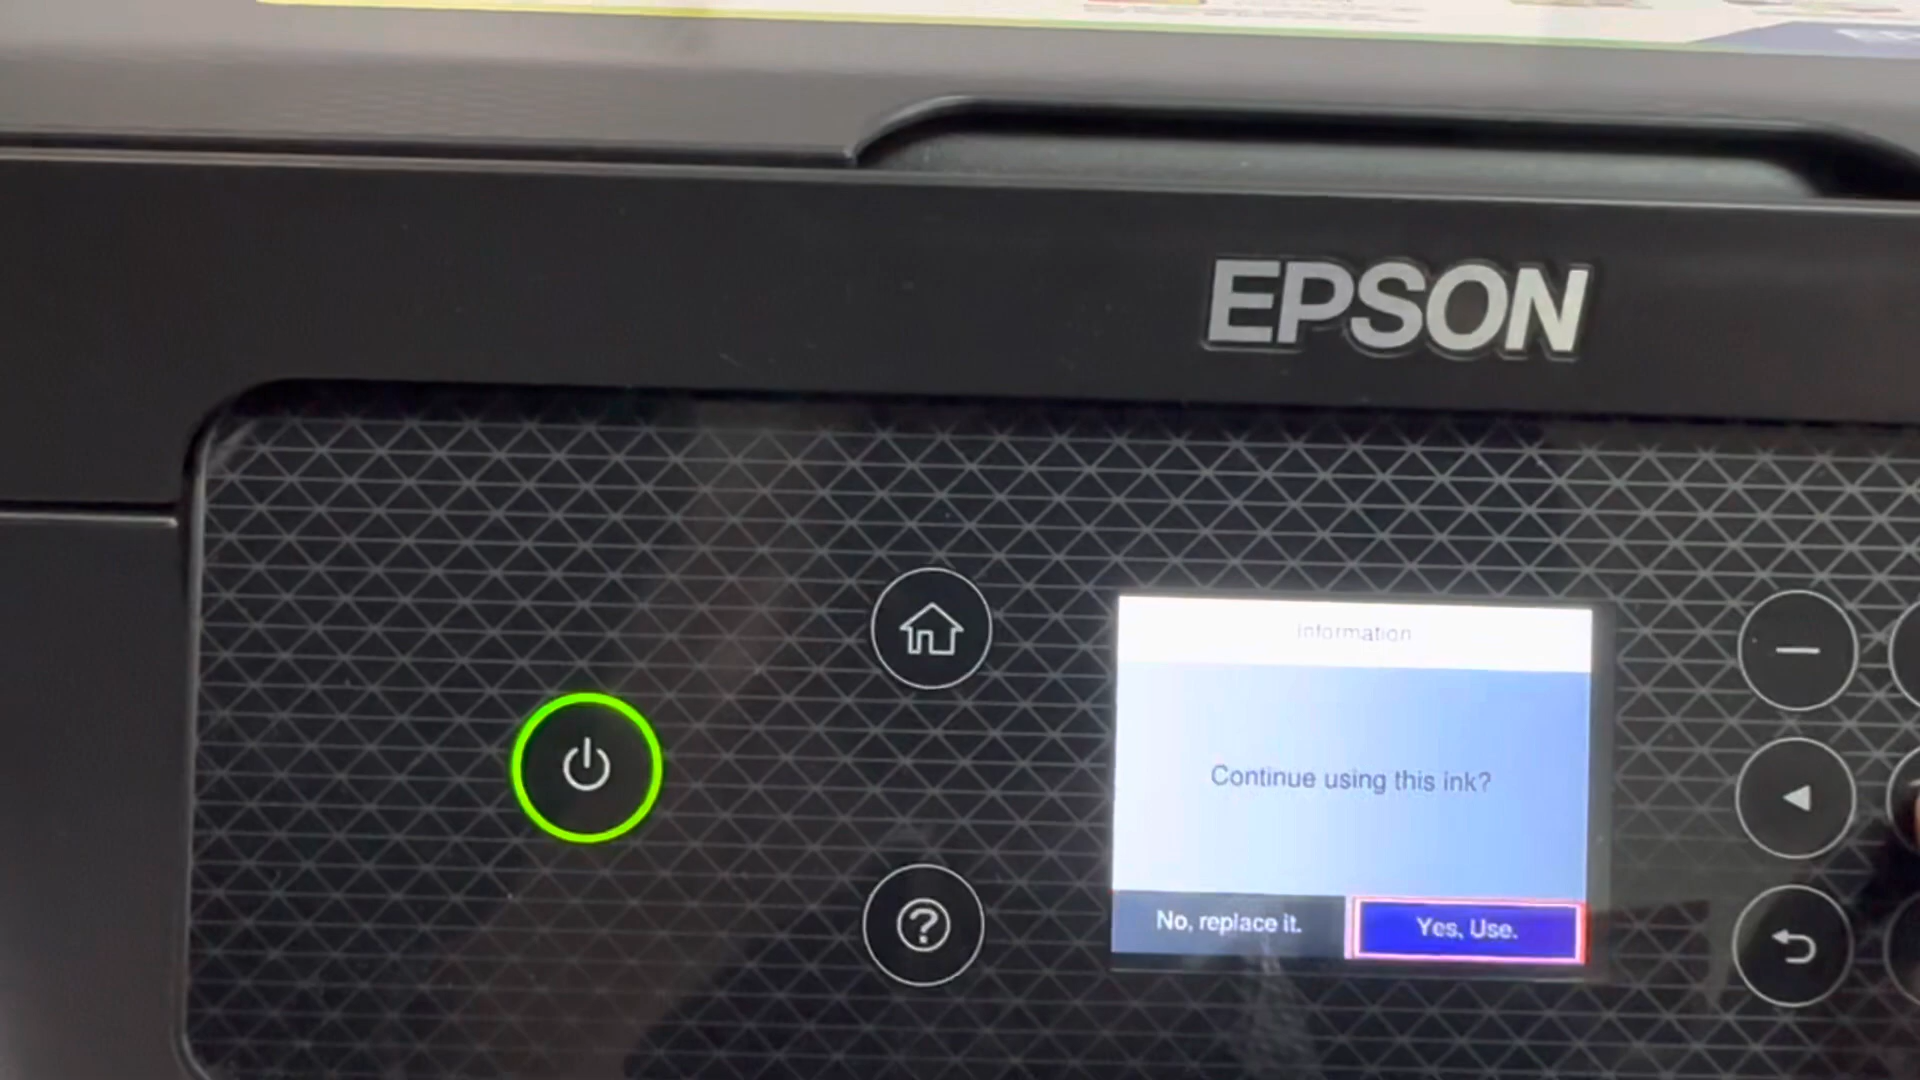 EPSON
Information
Continue using this ink?
No, replace it.
Yes, Use.